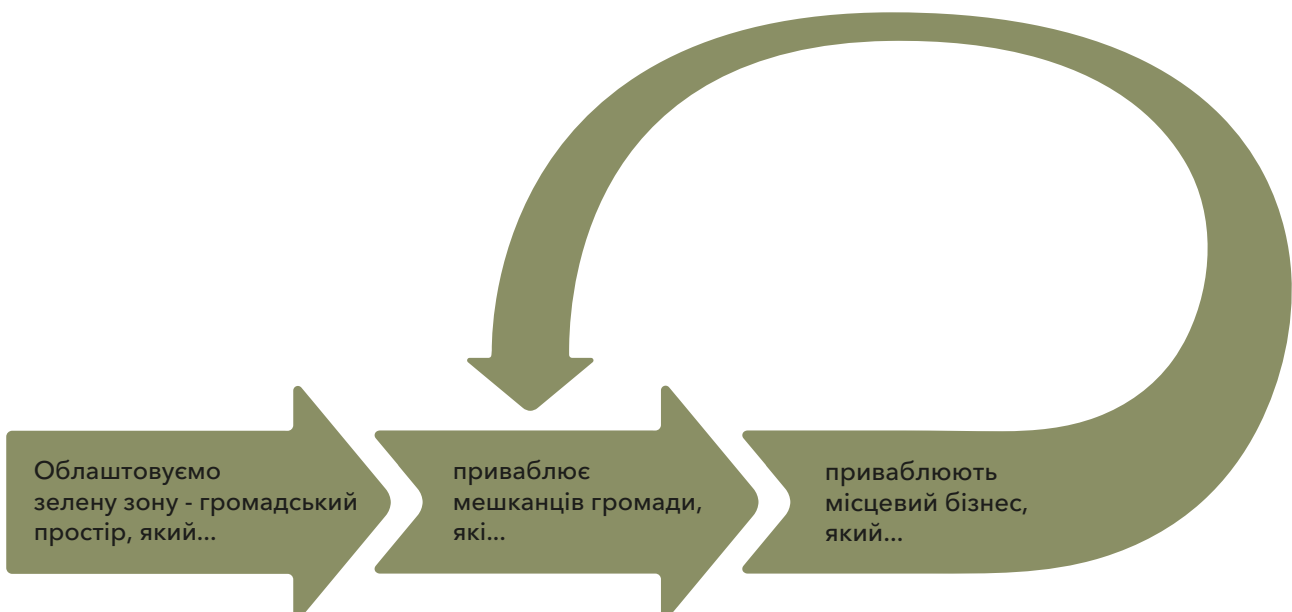 Облаштовуємо
зелену зону - громадський
простір, який...
приваблює
мешканців громади,
які...
приваблюють
місцевий бізнес,
який...